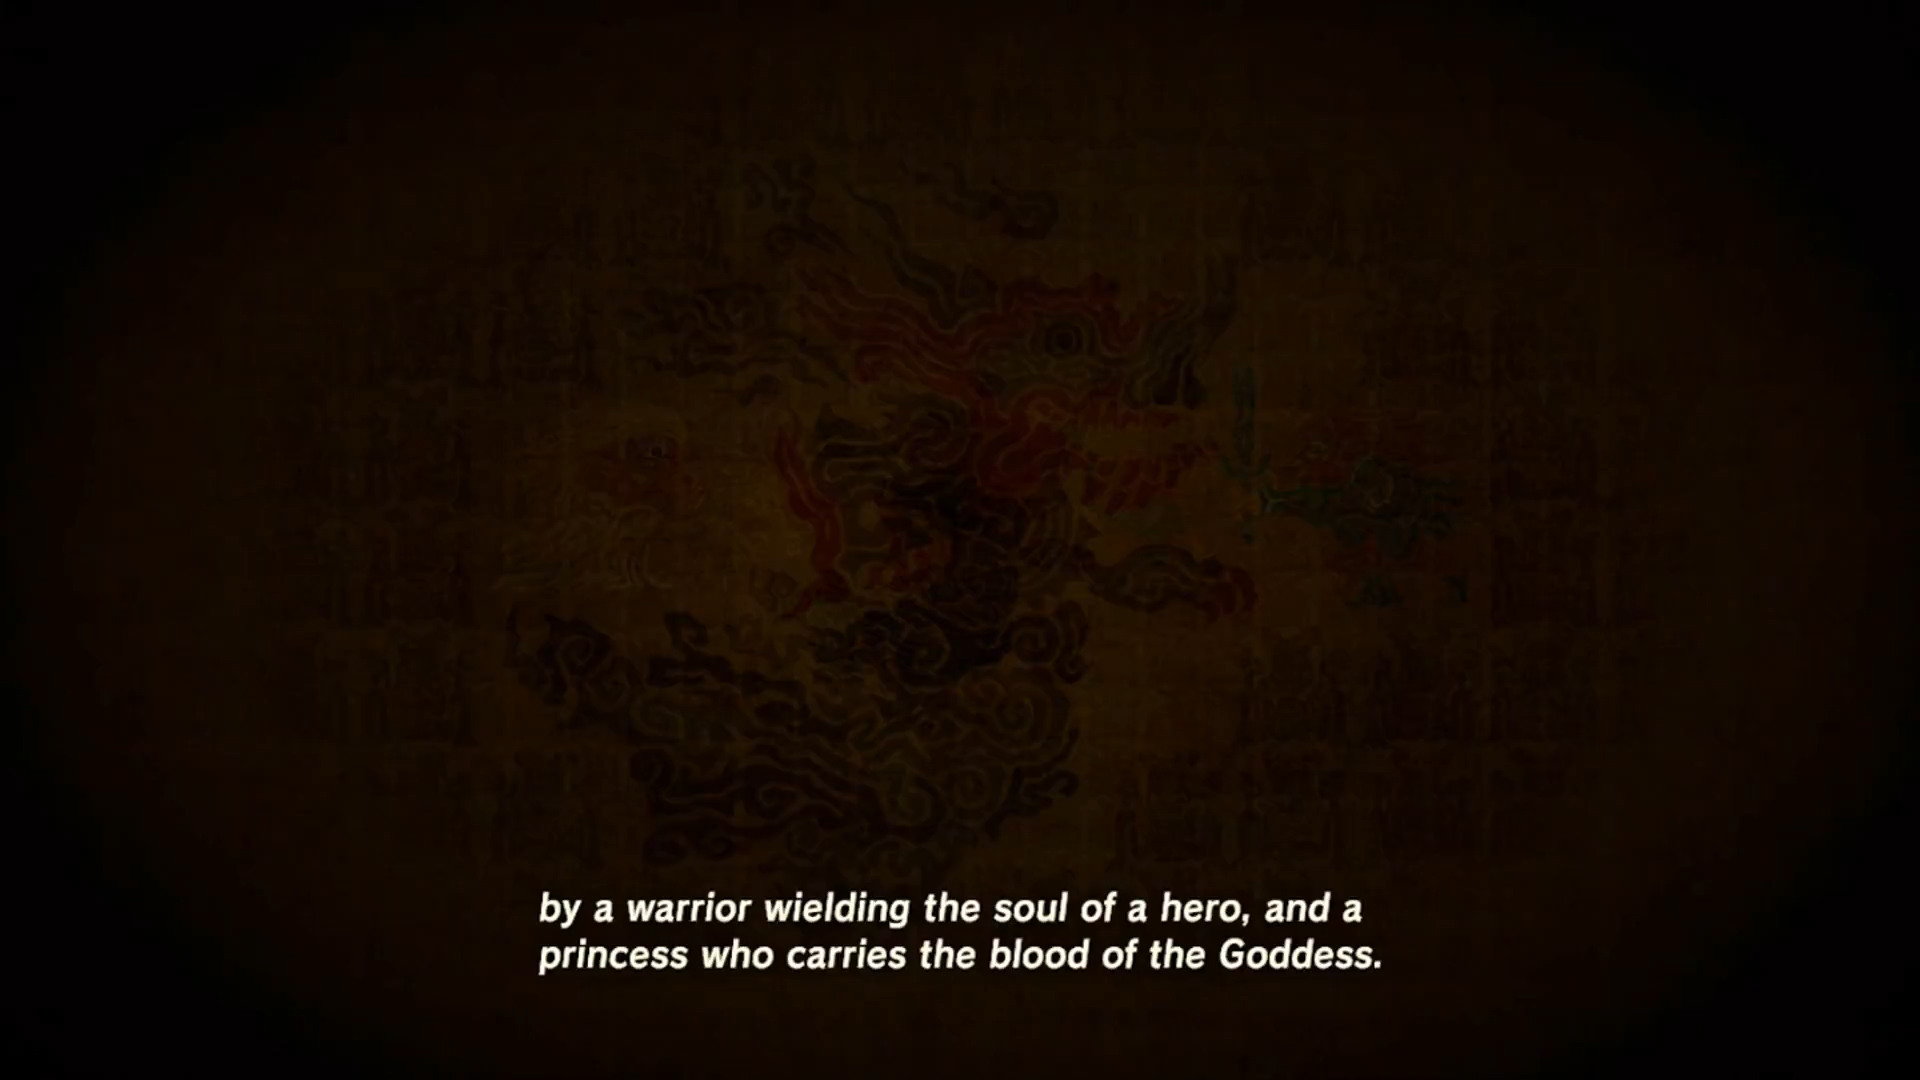 by a warrior wielding the soul of a hero, and a
princess who carries the blood of the Goddess.